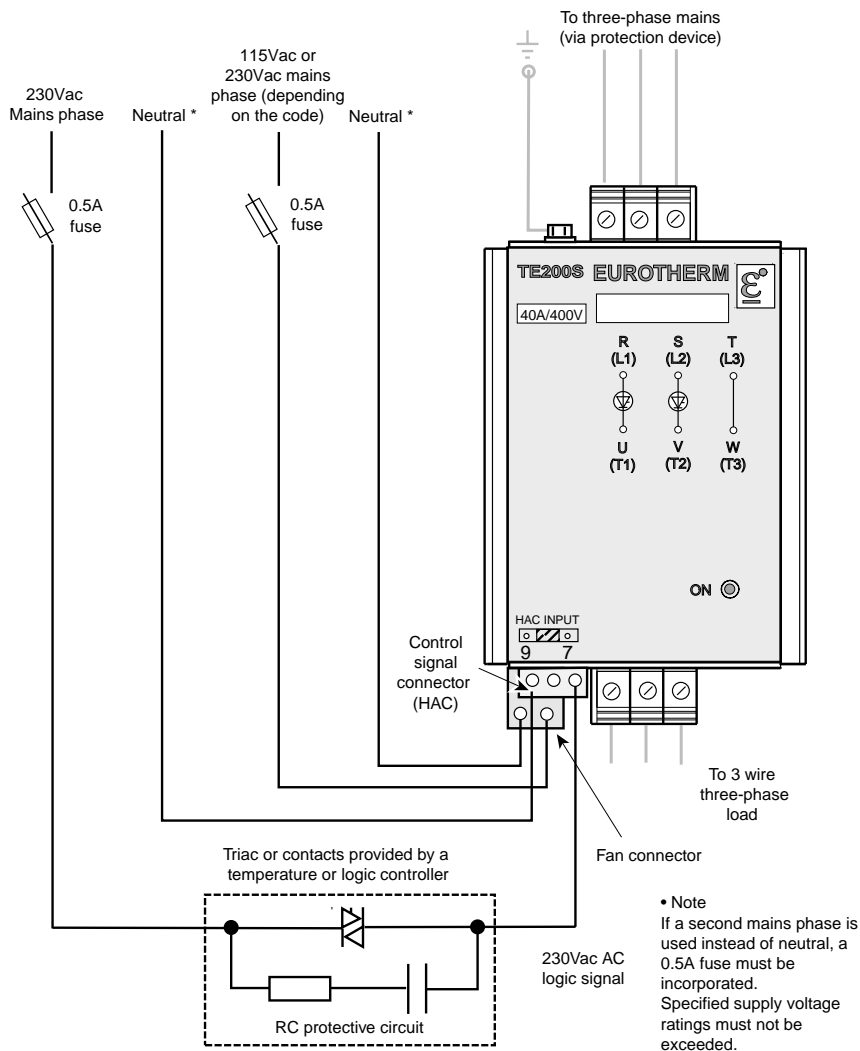 To three-phase mains
(via protection device)
115Vac or
230Vac mains
phase (depending
on the code)
230Vac
Mains phase
Neutral *
Neutral *
0.5A
fuse
0.5A
fuse
TE200S EUROTHERM
40A/400V
R S T
(L1) (L2) (L3)
U V W
(T1) (T2) (T3)
ON
HAC INPUT
9 7
Control
signal
connector
(HAC)
To 3 wire
three-phase
load
Fan connector
Triac or contacts provided by a
temperature or logic controller
230Vac AC
logic signal
RC protective circuit
• Note
If a second mains phase is
used instead of neutral, a
0.5A fuse must be
incorporated.
Specified supply voltage
ratings must not be
exceeded.